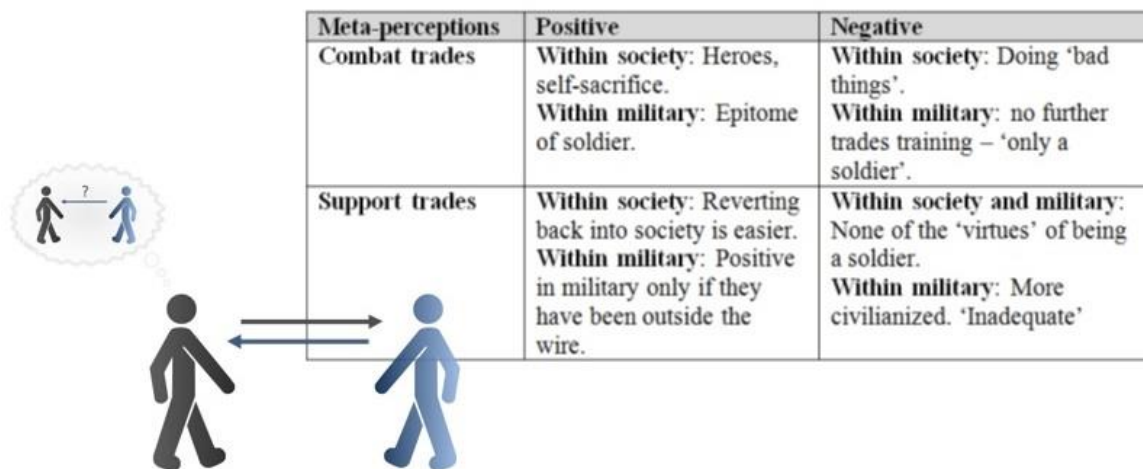 ?
Meta-perceptions
Positive
Negative
Combat trades
Within society: Heroes,
self-sacrifice.
Within military: Epitome
of soldier.
Within society: Doing ‘bad
things’.
Within military: no further
trades training – ‘only a
soldier’.
Support trades
Within society: Reverting
back into society is easier.
Within military: Positive
in military only if they
have been outside the
wire.
Within society and military:
None of the ‘virtues’ of being
a soldier.
Within military: More
civilianized. ‘Inadequate’